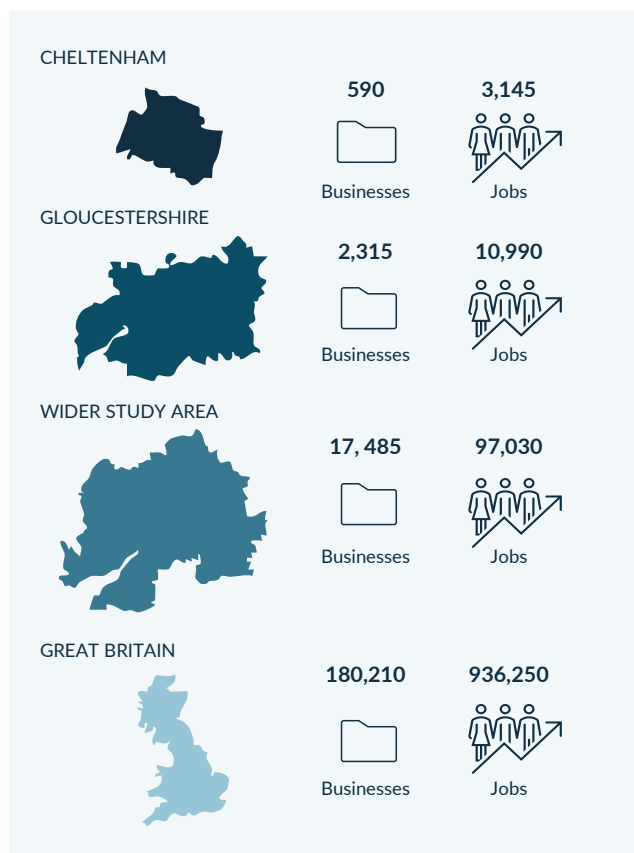 CHELTENHAM
590 3,145
Businesses Jobs
GLOUCESTERSHIRE
2,315 10,990
Businesses Jobs
WIDER STUDY AREA
17, 485 97,030
Businesses Jobs
GREAT BRITAIN
180,210 936,250
Businesses Jobs